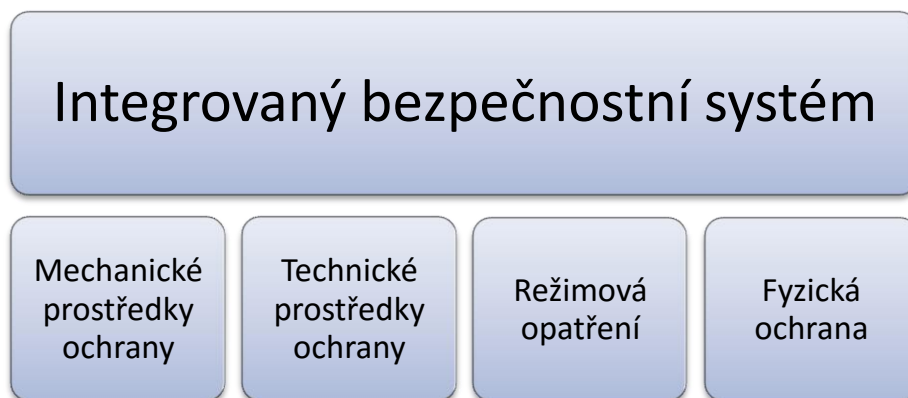 Integrovaný bezpečnostní systém
Mechanické
prostředky
ochrany
Technické
prostředky
ochrany
Režimová
opatření
Fyzická
ochrana